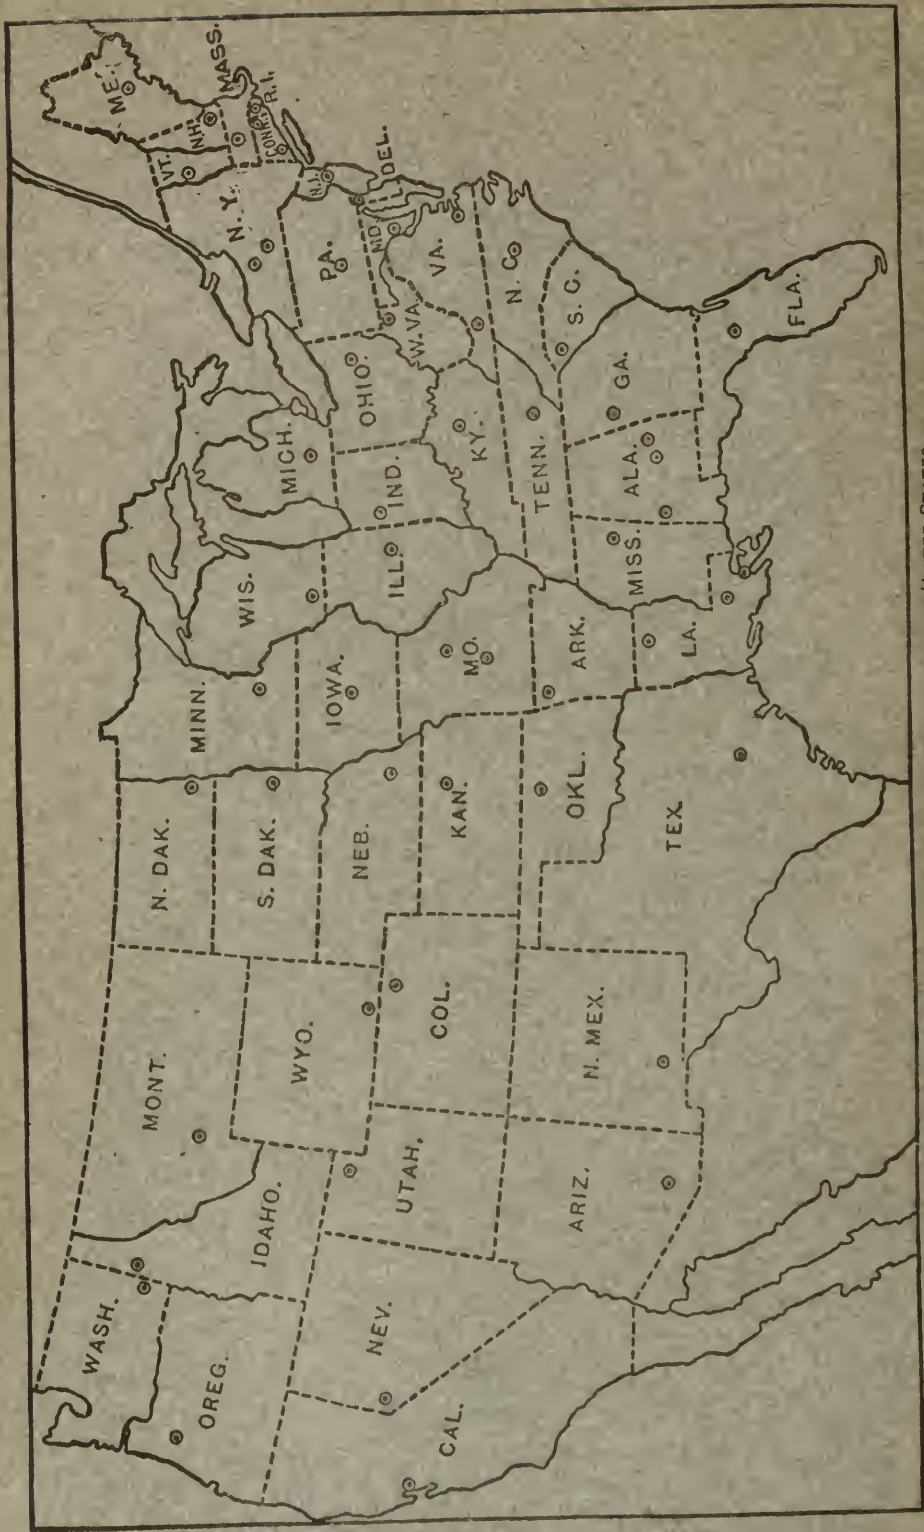 WASH.
OREG.
CAL.
NEV.
IDAHO.
MONT.
WYO.
UTAH.
ARIZ.
COL.
N. MEX.
N. DAK.
S. DAK.
NEB.
KAN.
OKL.
TEX.
MINN.
IOWA.
MO.
ARK.
LA.
WIS.
ILL.
MICH.
IND.
OHIO.
KY.
TENN.
MISS.
ALA.
GA.
FLA.
S. C.
N. C.
VA.
W. VA.
MD.
DEL.
PA.
N.J.
N. Y.
CONN.
R.I.
MASS.
VT.
NH.
ME.